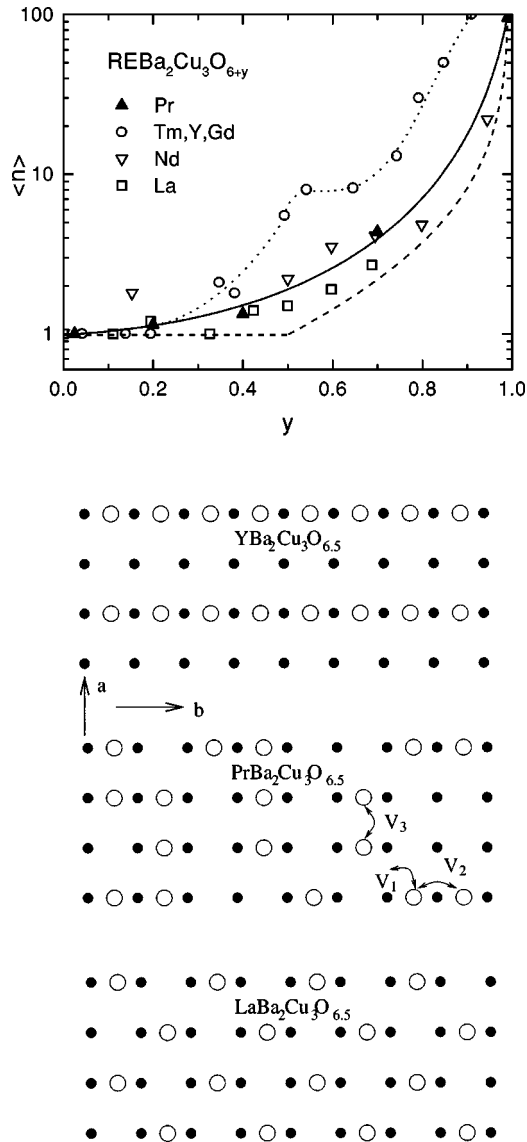 100
REBa₂Cu₃O₆₊y
Pr
Tm,Y,Gd
Nd
La
10
<n>
1
0.0 0.2 0.4 0.6 0.8 1.0
y
YBa₂Cu₃O₆.₅
a
b
PrBa₂Cu₃O₆.₅
V₃
V₁ V₂
LaBa₂Cu₃O₆.₅